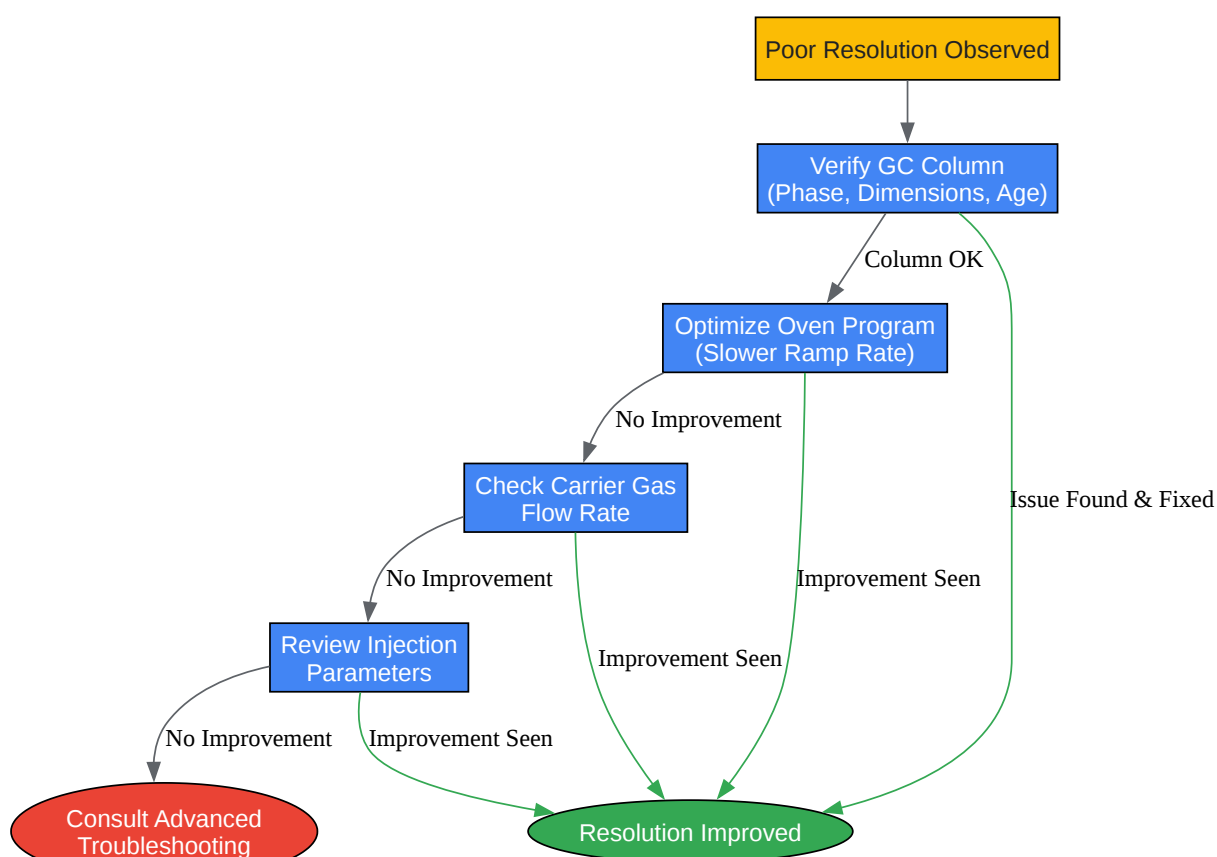 Poor Resolution Observed
Verify GC Column
(Phase, Dimensions, Age)
Column OK
Optimize Oven Program
(Slower Ramp Rate)
No Improvement
Check Carrier Gas
Flow Rate
Issue Found & Fixed
No Improvement
Improvement Seen
Review Injection
Parameters
Improvement Seen
No Improvement
Improvement Seen
Consult Advanced
Troubleshooting
Resolution Improved